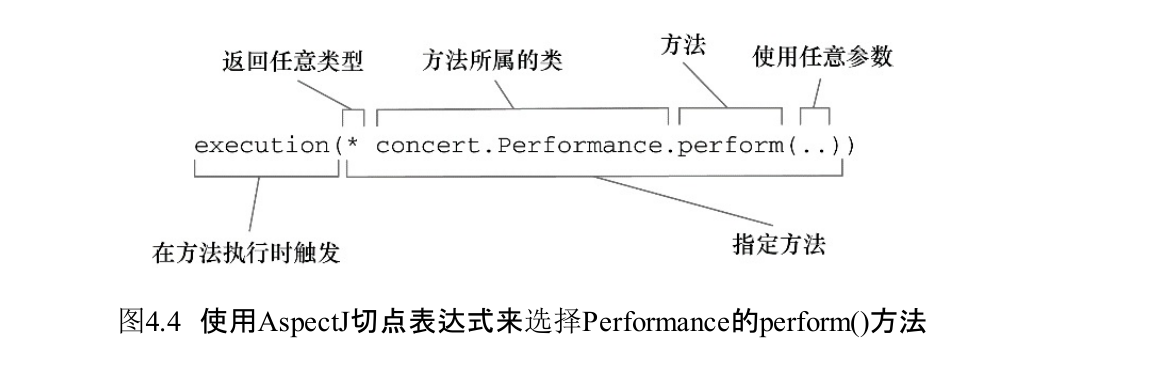 返回任意类型 方法所属的类 方法 使用任意参数
execution(* concert.Performance.perform(..))
在方法执行时触发 指定方法
图4.4 使用AspectJ切点表达式来选择Performance的perform()方法